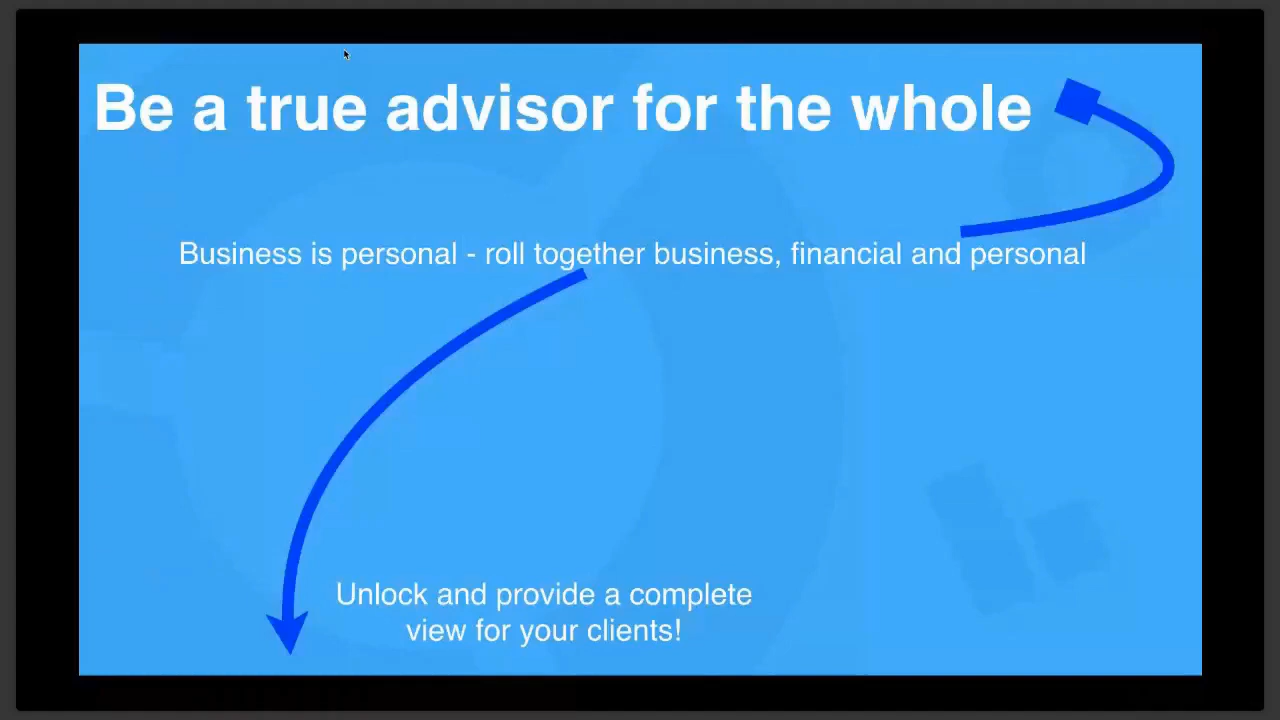 Be a true advisor for the whole
Business is personal - roll together business, financial and personal
Unlock and provide a complete
view for your clients!